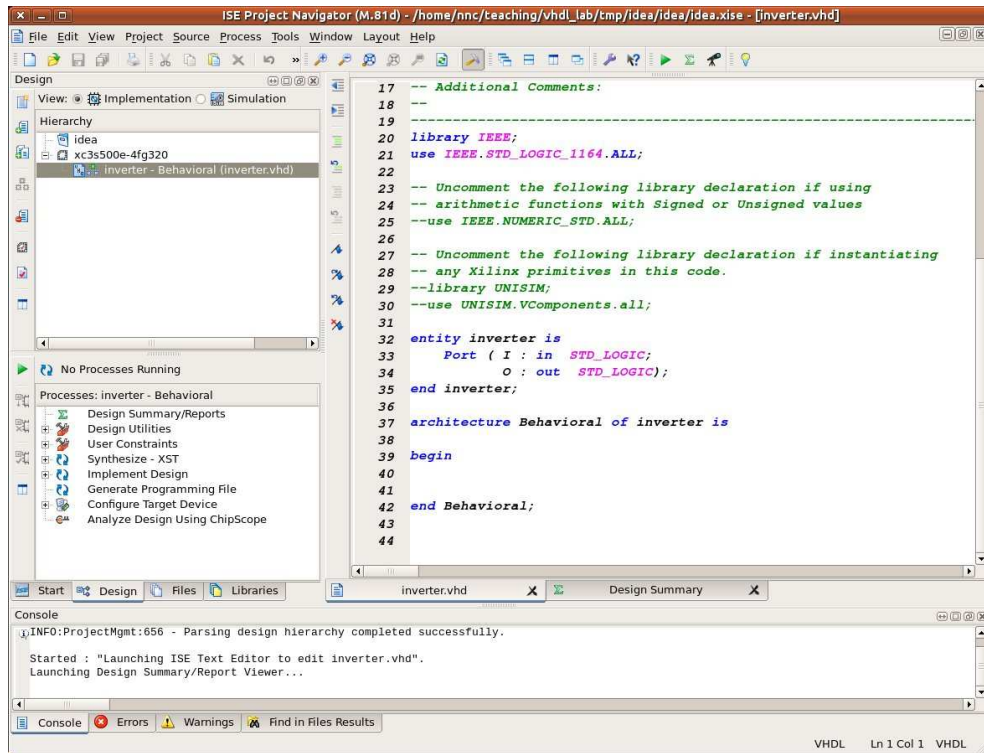 ISE Project Navigator (M.81d) - /home/nnc/teaching/vhdl_lab/tmp/idea/idea/idea.xise - [inverter.vhd]
File Edit View Project Source Process Tools Window Layout Help
Design
View: Implementation Simulation
Hierarchy
idea
xc3s500e-4fg320
inverter - Behavioral (inverter.vhd)
No Processes Running
Processes: inverter - Behavioral
Design Summary/Reports
Design Utilities
User Constraints
Synthesize - XST
Implement Design
Generate Programming File
Configure Target Device
Analyze Design Using ChipScope
Start Design Files Libraries
17 -- Additional Comments:
18 --
19 ----------------------------------------------------------------------------------
20 library IEEE;
21 use IEEE.STD_LOGIC_1164.ALL;
22
23 -- Uncomment the following library declaration if using
24 -- arithmetic functions with Signed or Unsigned values
25 --use IEEE.NUMERIC_STD.ALL;
26
27 -- Uncomment the following library declaration if instantiating
28 -- any Xilinx primitives in this code.
29 --library UNISIM;
30 --use UNISIM.VComponents.all;
31
32 entity inverter is
33 Port ( I : in STD_LOGIC;
34 O : out STD_LOGIC);
35 end inverter;
36
37 architecture Behavioral of inverter is
38
39 begin
40
41
42 end Behavioral;
43
44
inverter.vhd Design Summary
Console
INFO:ProjectMgmt:656 - Parsing design hierarchy completed successfully.
Started : "Launching ISE Text Editor to edit inverter.vhd".
Launching Design Summary/Report Viewer...
Console Errors Warnings Find in Files Results
VHDL Ln 1 Col 1 VHDL